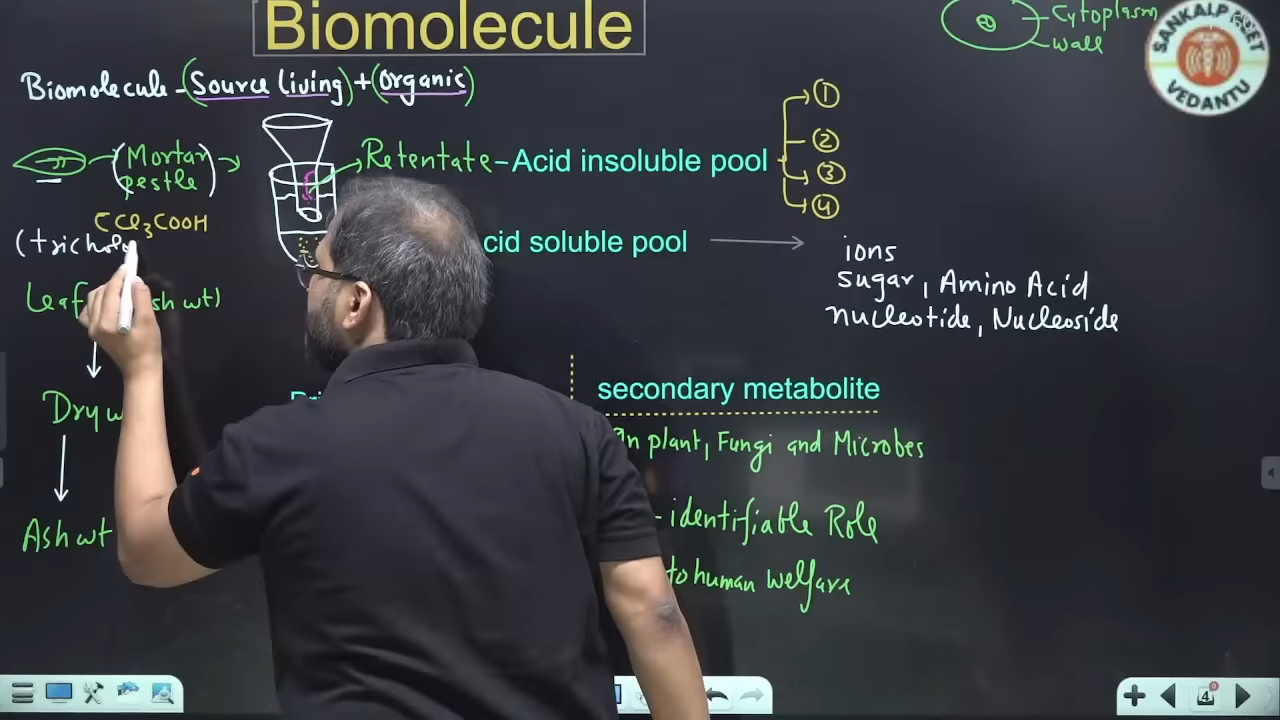 Biomolecule
Cytoplasm
wall
SANKALP NEET
VEDANTU
Biomolecule - (Source living) + (Organic)
(Mortar
pestle)
Retentate - Acid insoluble pool
1
2
3
4
CCl3COOH
(trichlo
cid soluble pool
ions
sugar, Amino Acid
nucleotide, Nucleoside
Leaf
sh wt)
Dry w
Ash wt
secondary metabolite
In plant, Fungi and Microbes
- identifiable Role
to human welfare
4